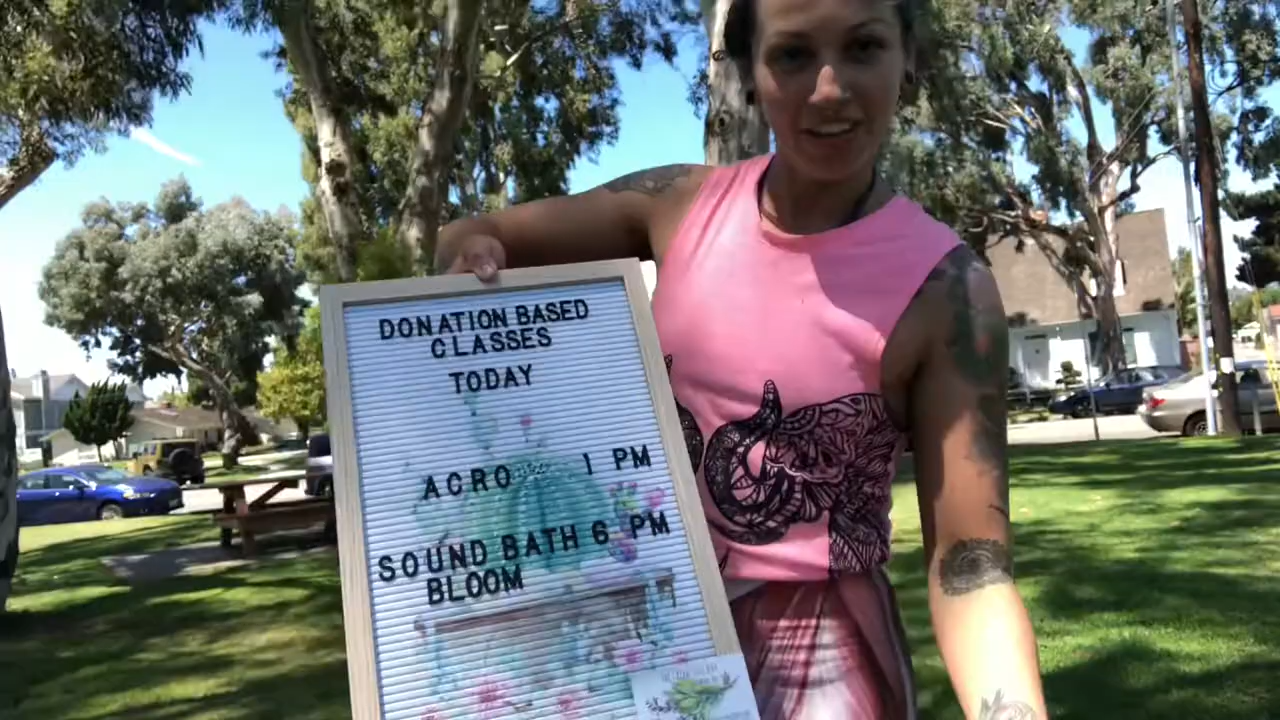 DONATION BASED
CLASSES
TODAY
ACRO 1 PM
SOUND BATH 6 PM
BLOOM